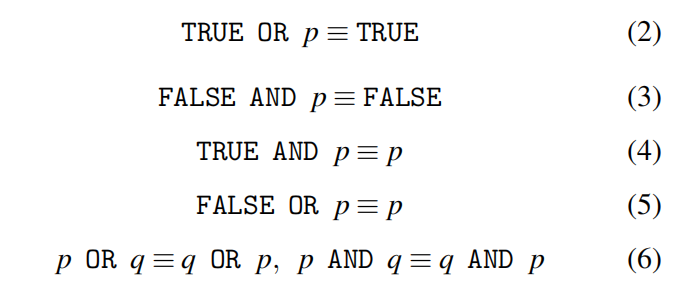 TRUE OR p ≡ TRUE (2)
FALSE AND p ≡ FALSE (3)
TRUE AND p ≡ p (4)
FALSE OR p ≡ p (5)
p OR q ≡ q OR p, p AND q ≡ q AND p (6)